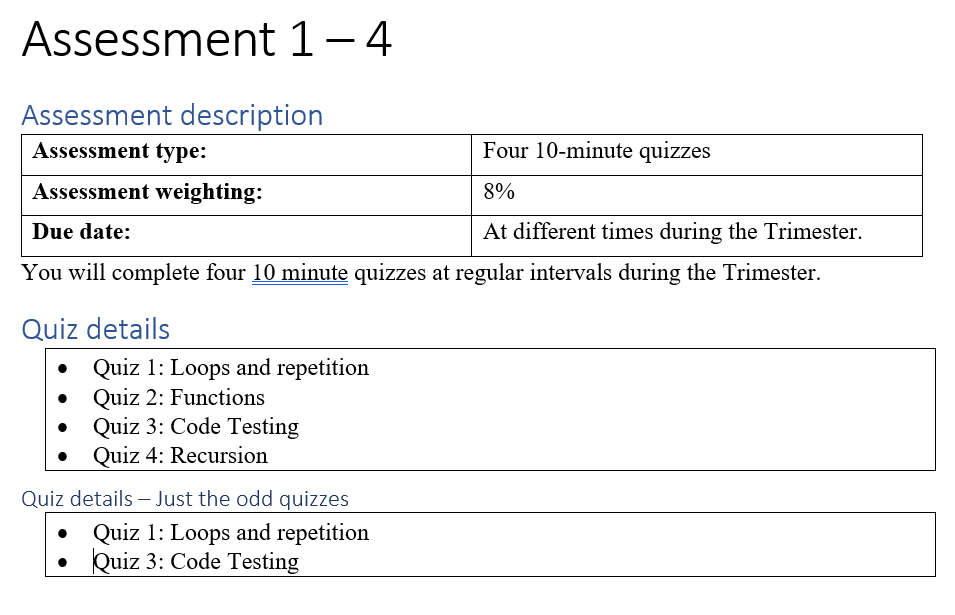 Assessment 1 – 4
Assessment description
Assessment type: Four 10-minute quizzes
Assessment weighting: 8%
Due date: At different times during the Trimester.
You will complete four 10 minute quizzes at regular intervals during the Trimester.
Quiz details
• Quiz 1: Loops and repetition
• Quiz 2: Functions
• Quiz 3: Code Testing
• Quiz 4: Recursion
Quiz details – Just the odd quizzes
• Quiz 1: Loops and repetition
• Quiz 3: Code Testing